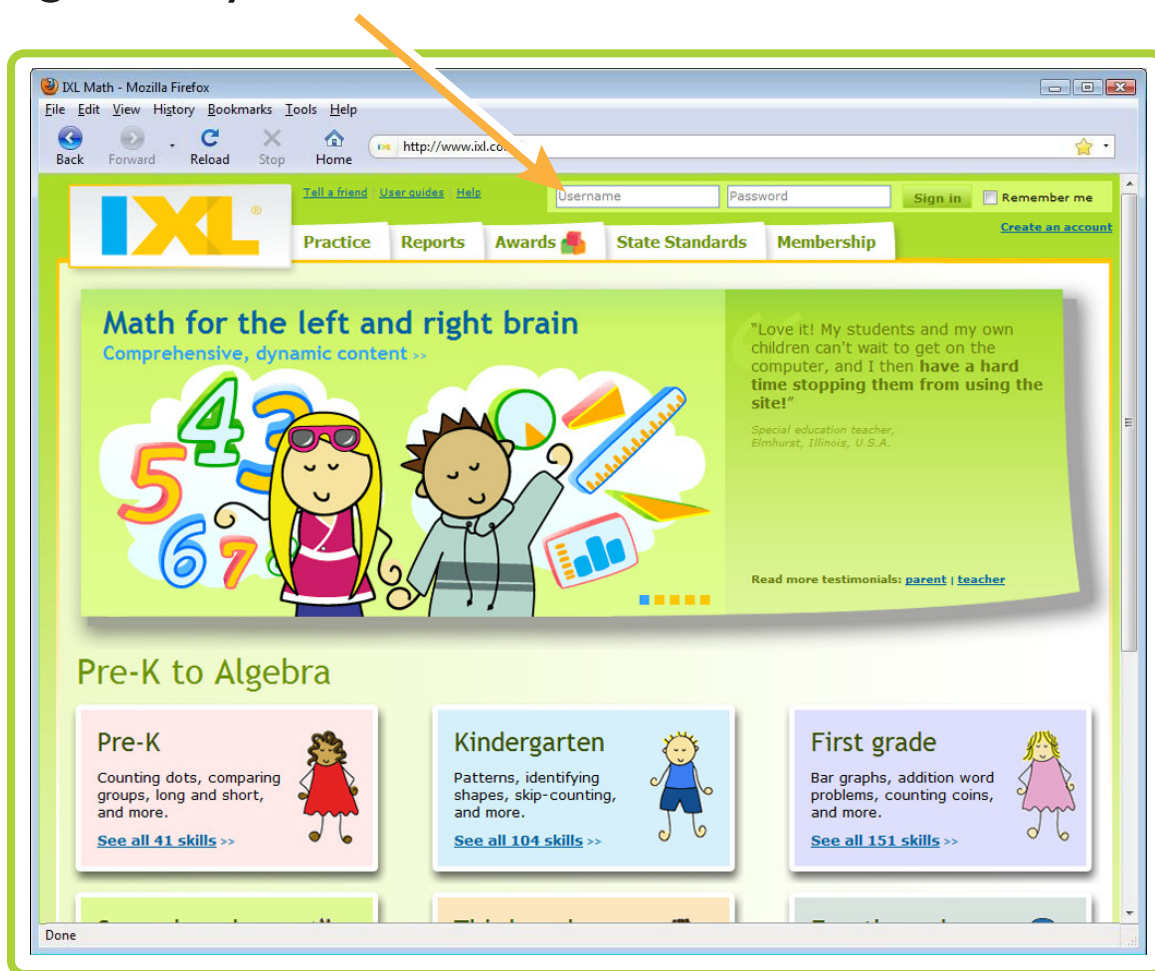 IXL Math - Mozilla Firefox
File Edit View History Bookmarks Tools Help
Back Forward Reload Stop Home
http://www.ixl.co
Tell a friend User guides Help
Username Password Sign in Remember me
Create an account
IXL®
Practice Reports Awards State Standards Membership
Math for the left and right brain
Comprehensive, dynamic content >>
4 3
5
6 7
"Love it! My students and my own
children can't wait to get on the
computer, and I then have a hard
time stopping them from using the
site!"
Special education teacher,
Elmhurst, Illinois, U.S.A.
Read more testimonials: parent | teacher
Pre-K to Algebra
Pre-K
Counting dots, comparing
groups, long and short,
and more.
See all 41 skills >>
Kindergarten
Patterns, identifying
shapes, skip-counting,
and more.
See all 104 skills >>
First grade
Bar graphs, addition word
problems, counting coins,
and more.
See all 151 skills >>
Done